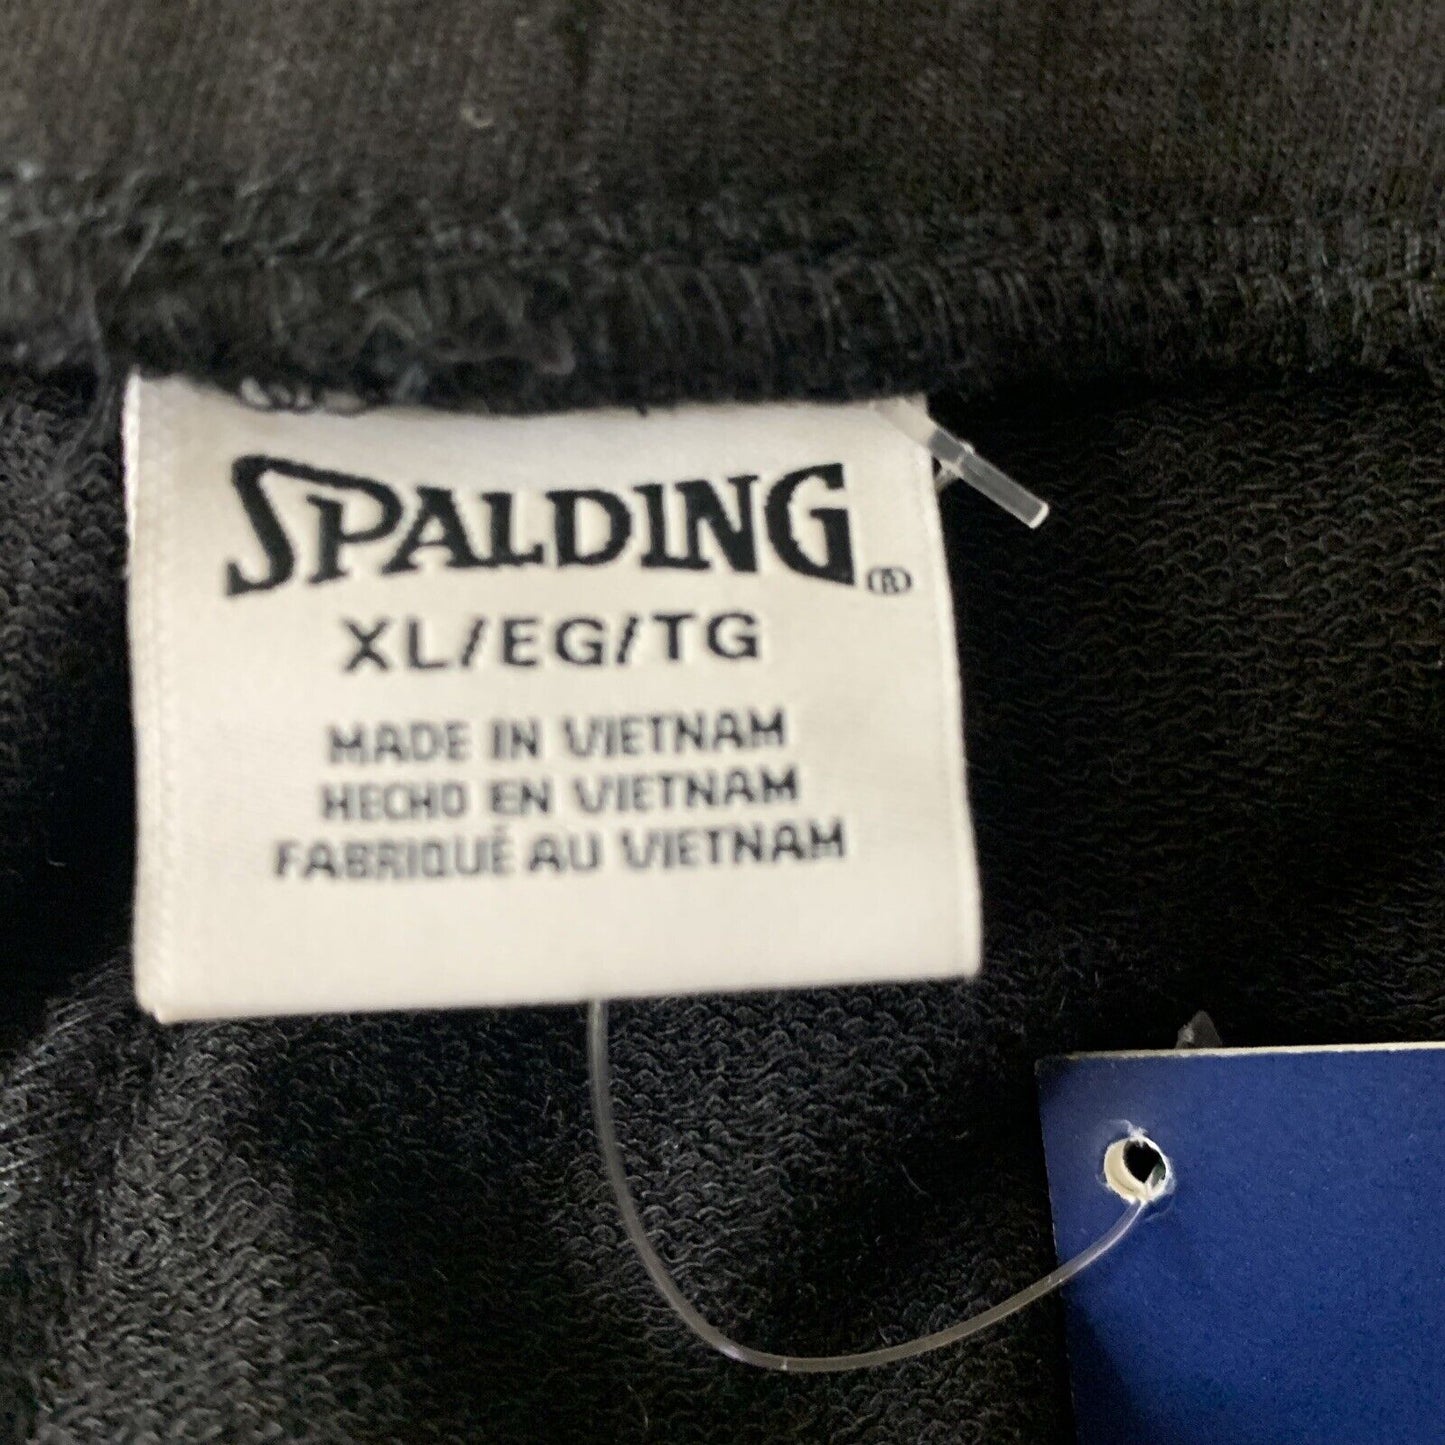 SPALDING®
XL/EG/TG
MADE IN VIETNAM
HECHO EN VIETNAM
FABRIQUÉ AU VIETNAM